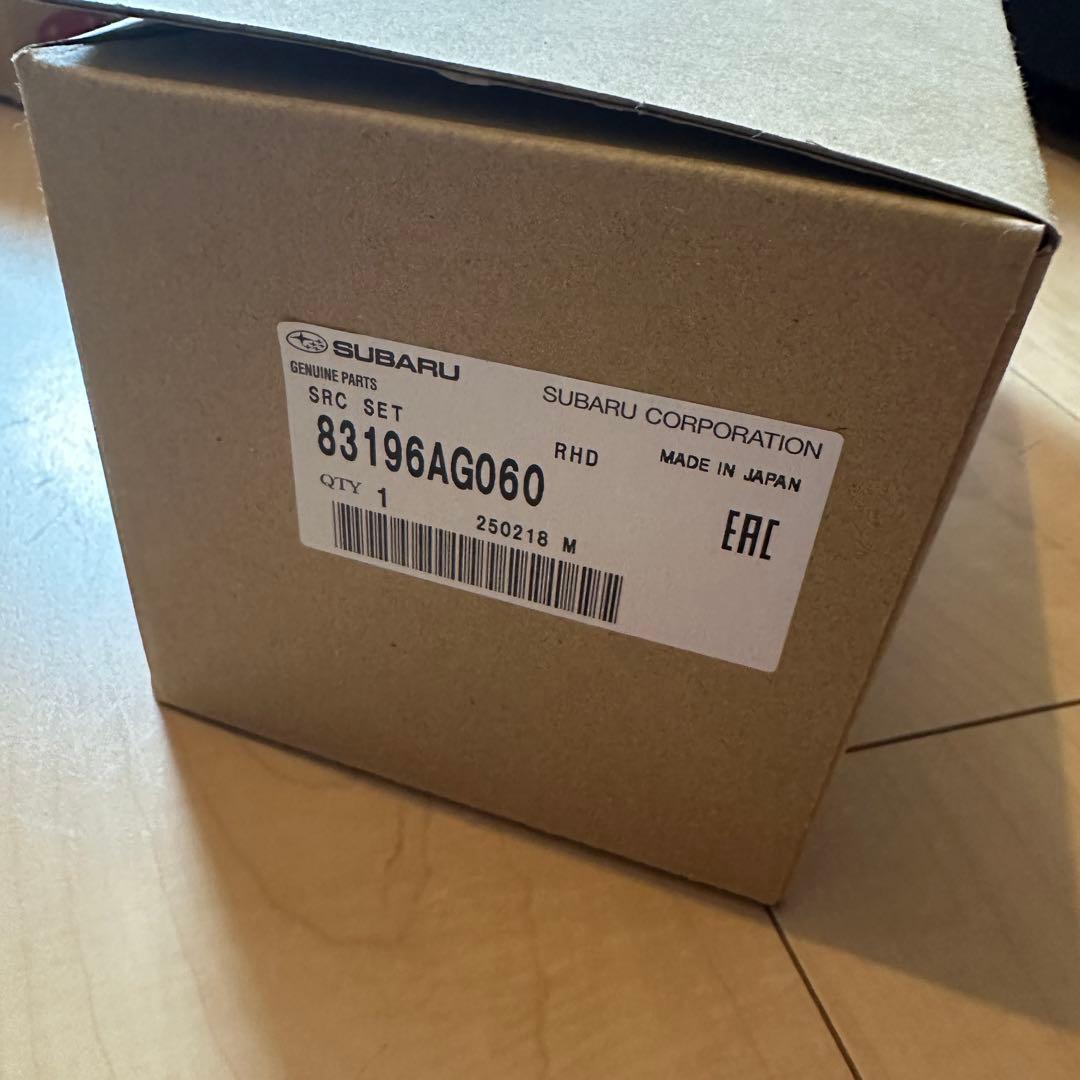 SUBARU
GENUINE PARTS
SUBARU CORPORATION
SRC SET
83196AG060
RHD
MADE IN JAPAN
QTY 1
250218 M
EAC